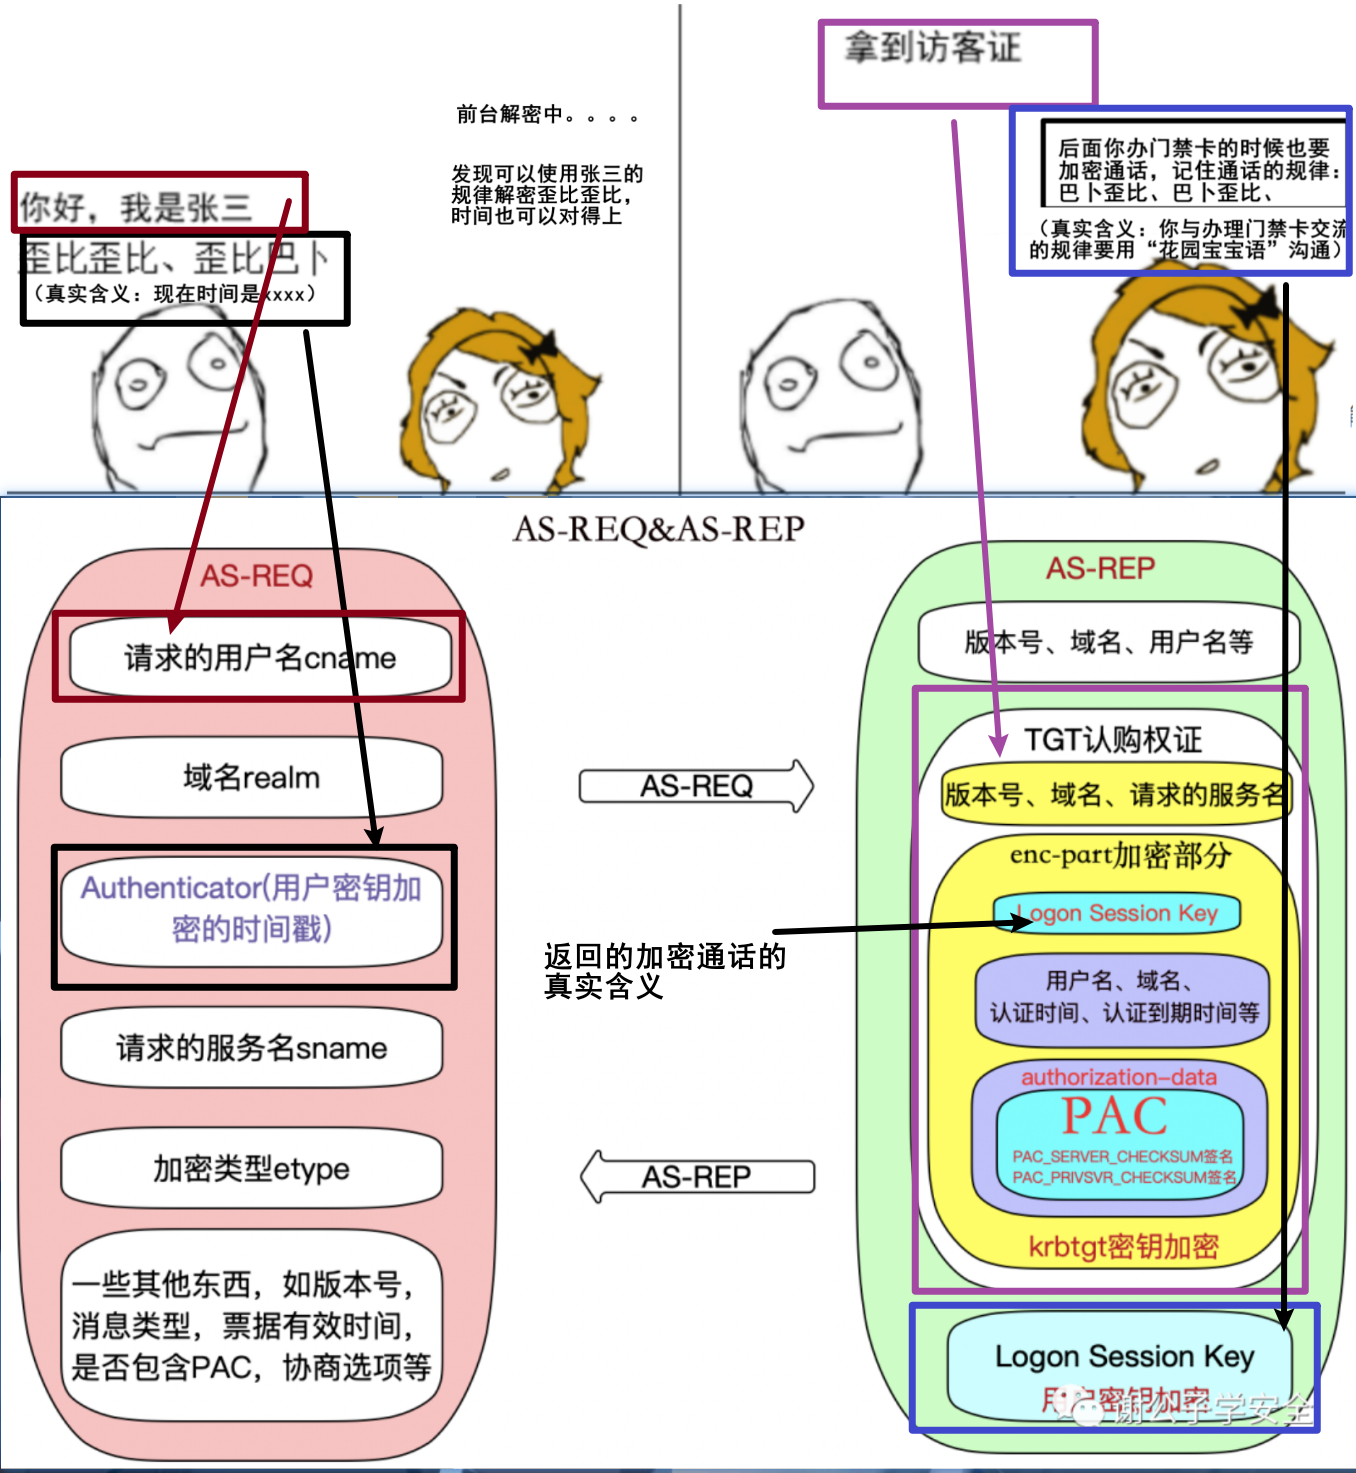 拿到访客证
前台解密中。。。。
后面你办门禁卡的时候也要
加密通话，记住通话的规律：
巴卜歪比、巴卜歪比、
（真实含义：你与办理门禁卡交流
的规律要用“花园宝宝语”沟通）
发现可以使用张三的
规律解密歪比歪比，
时间也可以对得上
你好，我是张三
歪比歪比、歪比巴卜
（真实含义：现在时间是xxxx）
AS-REQ&AS-REP
AS-REQ
请求的用户名cname
域名realm
Authenticator(用户密钥加
密的时间戳)
请求的服务名sname
加密类型etype
一些其他东西，如版本号，
消息类型，票据有效时间，
是否包含PAC，协商选项等
AS-REQ
返回的加密通话的
真实含义
AS-REP
AS-REP
版本号、域名、用户名等
TGT认购权证
版本号、域名、请求的服务名
enc-part加密部分
Logon Session Key
用户名、域名、
认证时间、认证到期时间等
authorization-data
PAC
PAC_SERVER_CHECKSUM签名
PAC_PRIVSVR_CHECKSUM签名
krbtgt密钥加密
Logon Session Key
用户密钥加密
谢公子学安全